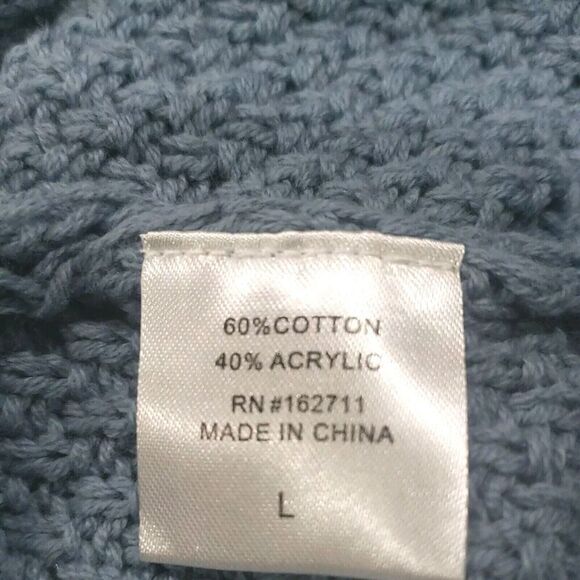 60%COTTON
40% ACRYLIC
RN #162711
MADE IN CHINA
L